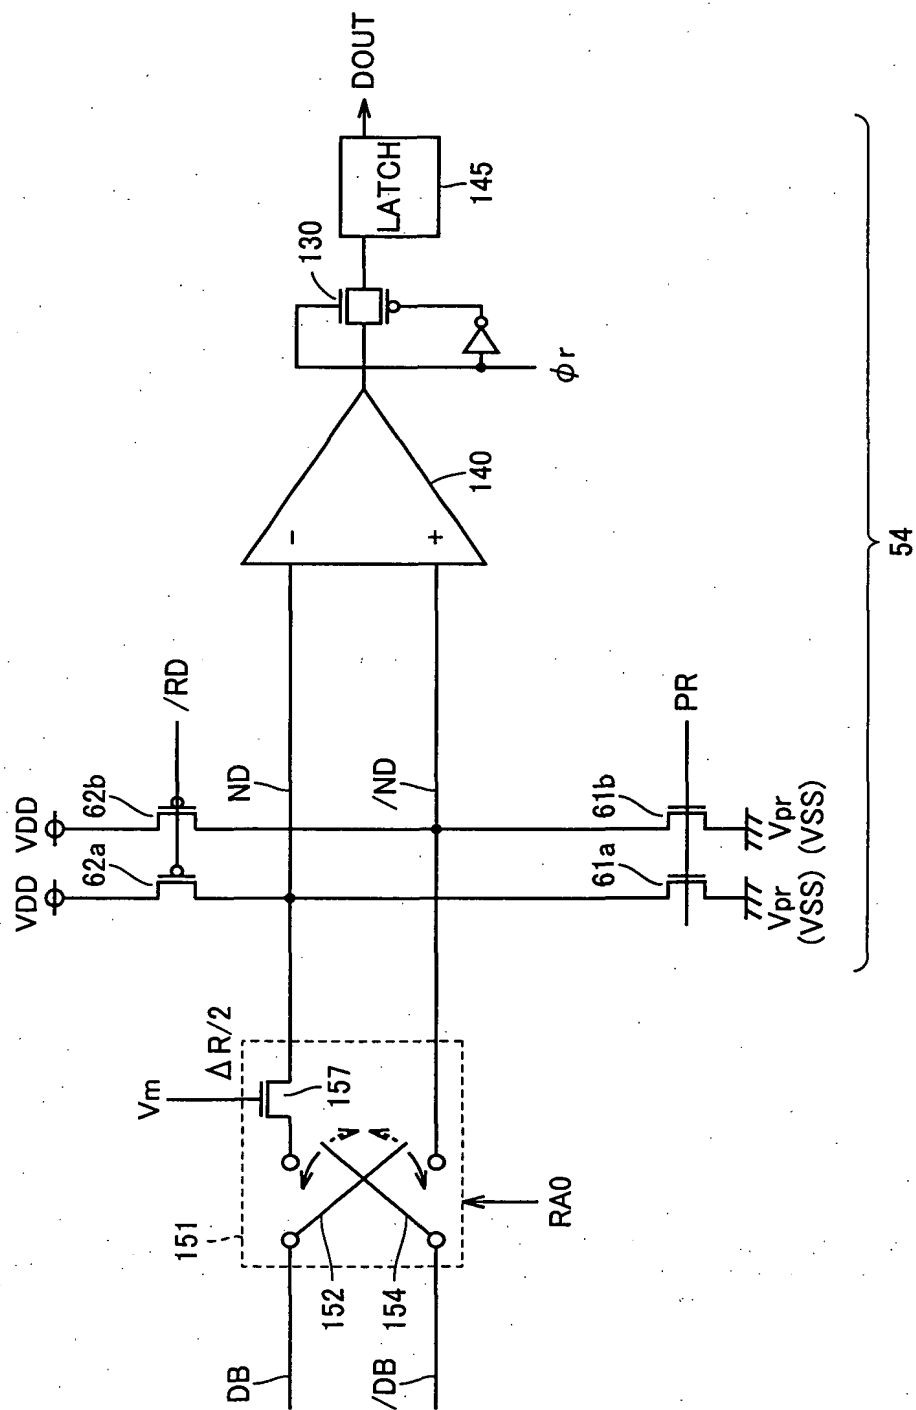 VDD
VDD
62a
62b
/RD
ND
/ND
61a
61b
PR
Vpr
(VSS)
Vpr
(VSS)
Vm
ΔR/2
157
151
152
154
DB
/DB
RA0
-
+
140
130
φr
LATCH
145
DOUT
54